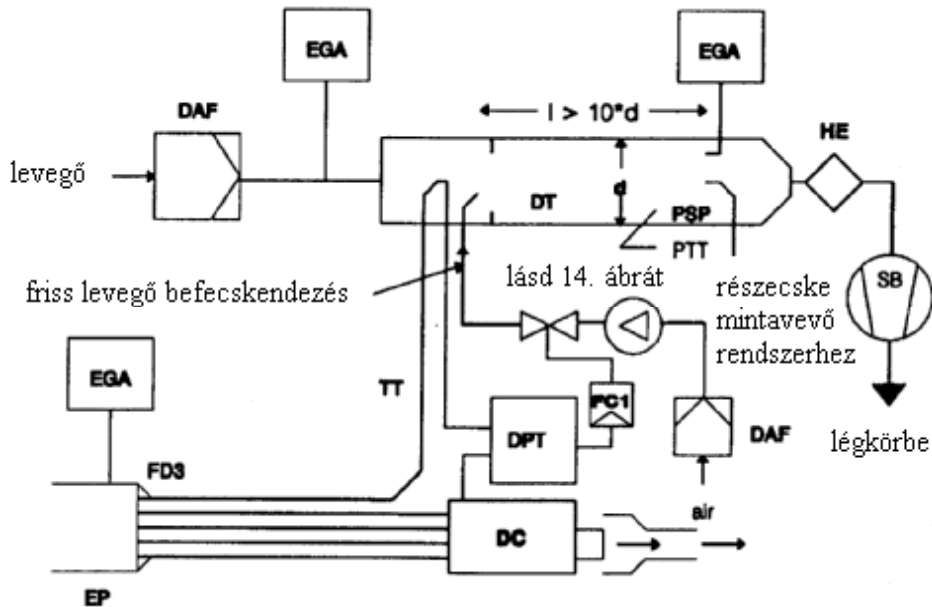 EGA
EGA
DAF
l > 10*d
HE
levegő
d
DT
PSP
PTT
friss levegő befecskendezés
lásd 14. ábrát
részecske
mintavevő
rendszerhez
SB
EGA
TT
FC1
DPT
DAF
légkörbe
FD3
air
DC
EP